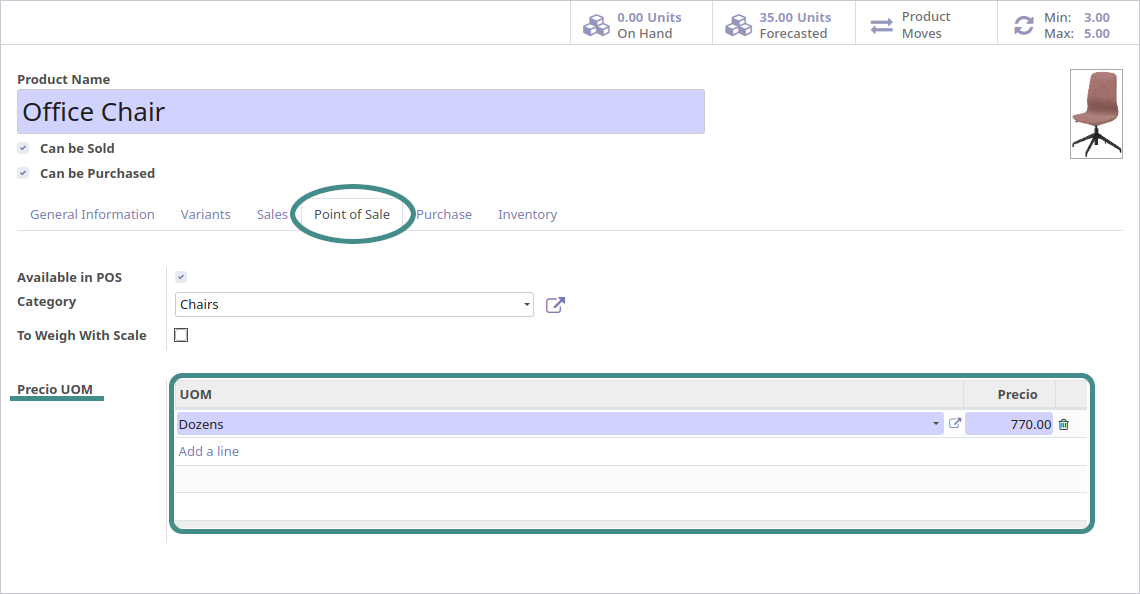 0.00 Units
On Hand
35.00 Units
Forecasted
Product
Moves
Min: 3.00
Max: 5.00
Product Name
Office Chair
Can be Sold
Can be Purchased
General Information Variants Sales Point of Sale Purchase Inventory
Available in POS
Category Chairs
To Weigh With Scale
Precio UOM
UOM Precio
Dozens 770.00
Add a line